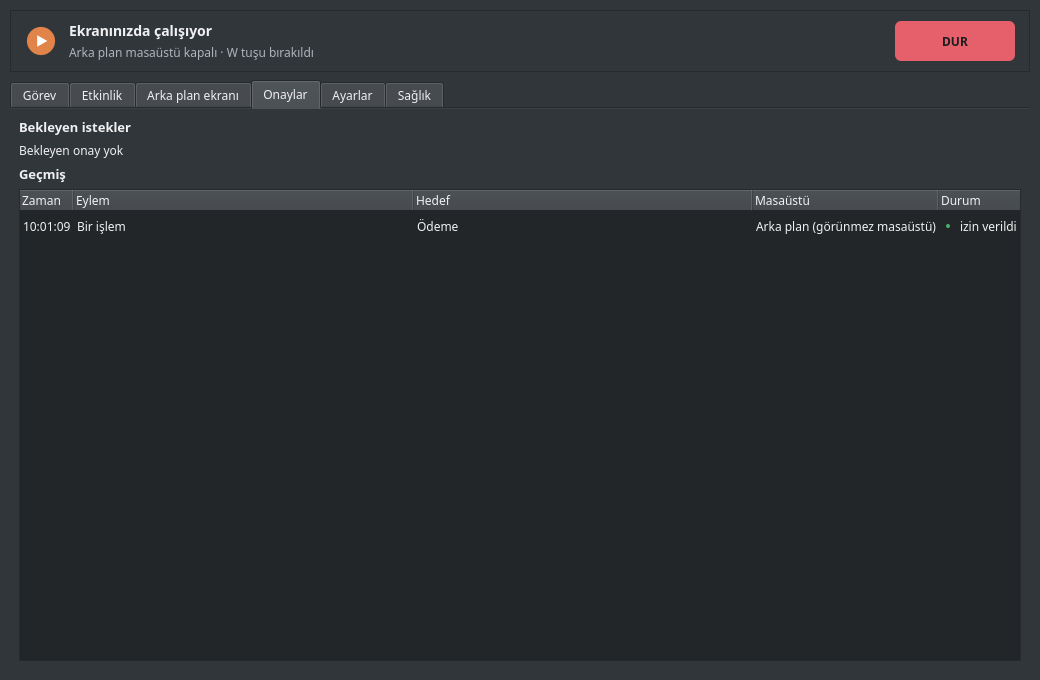 Ekranınızda çalışıyor
Arka plan masaüstü kapalı · W tuşu bırakıldı
DUR
Görev Etkinlik Arka plan ekranı Onaylar Ayarlar Sağlık
Bekleyen istekler
Bekleyen onay yok
Geçmiş
Zaman Eylem Hedef Masaüstü Durum
10:01:09 Bir işlem Ödeme Arka plan (görünmez masaüstü) • izin verildi